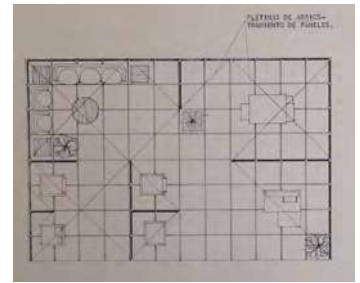 PLETINAS DE ARRIOS-
TRAMIENTO DE PANELES.